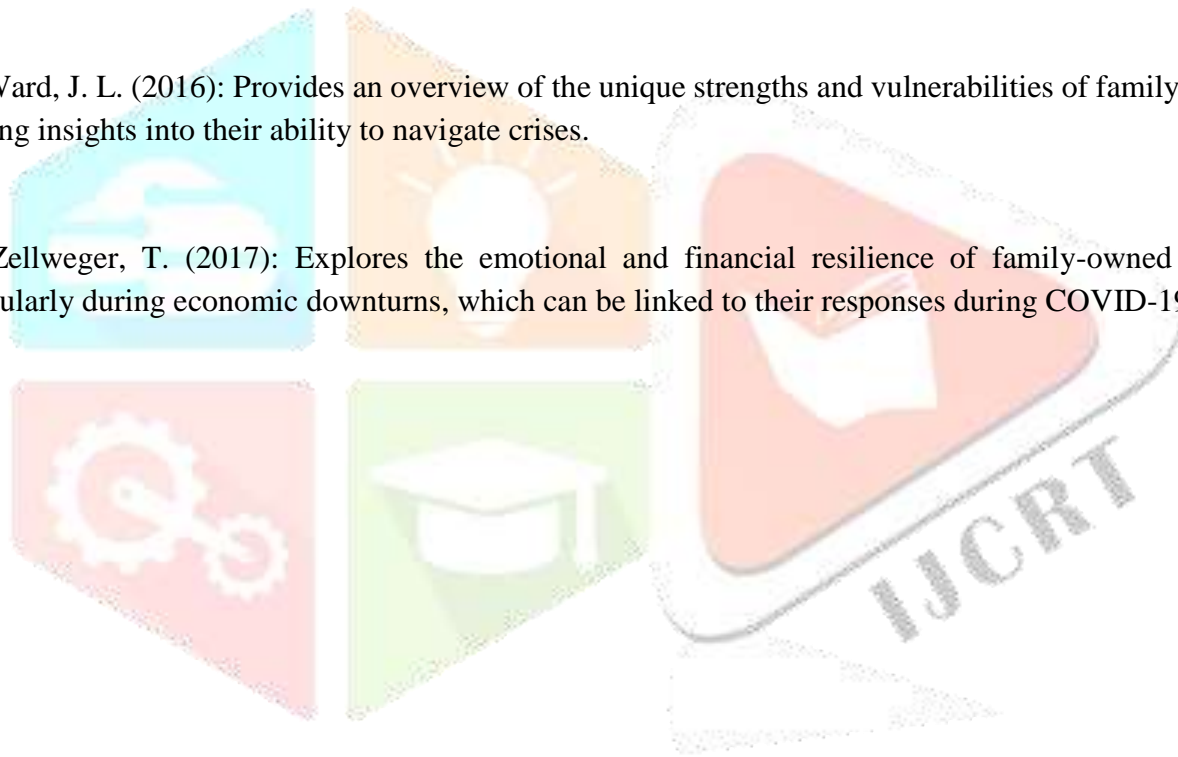 Ward, J. L. (2016): Provides an overview of the unique strengths and vulnerabilities of family
ng insights into their ability to navigate crises.
Zellweger, T. (2017): Explores the emotional and financial resilience of family-owned
ularly during economic downturns, which can be linked to their responses during COVID-19
IJCRT